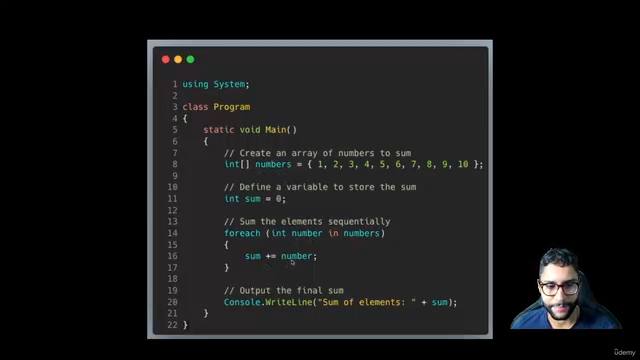 1 using System;
2
3 class Program
4 {
5 static void Main()
6 {
7 // Create an array of numbers to sum
8 int[] numbers = { 1, 2, 3, 4, 5, 6, 7, 8, 9, 10 };
9
10 // Define a variable to store the sum
11 int sum = 0;
12
13 // Sum the elements sequentially
14 foreach (int number in numbers)
15 {
16 sum += number;
17 }
18
19 // Output the final sum
20 Console.WriteLine("Sum of elements: " + sum);
21 }
22 }
ûdemy